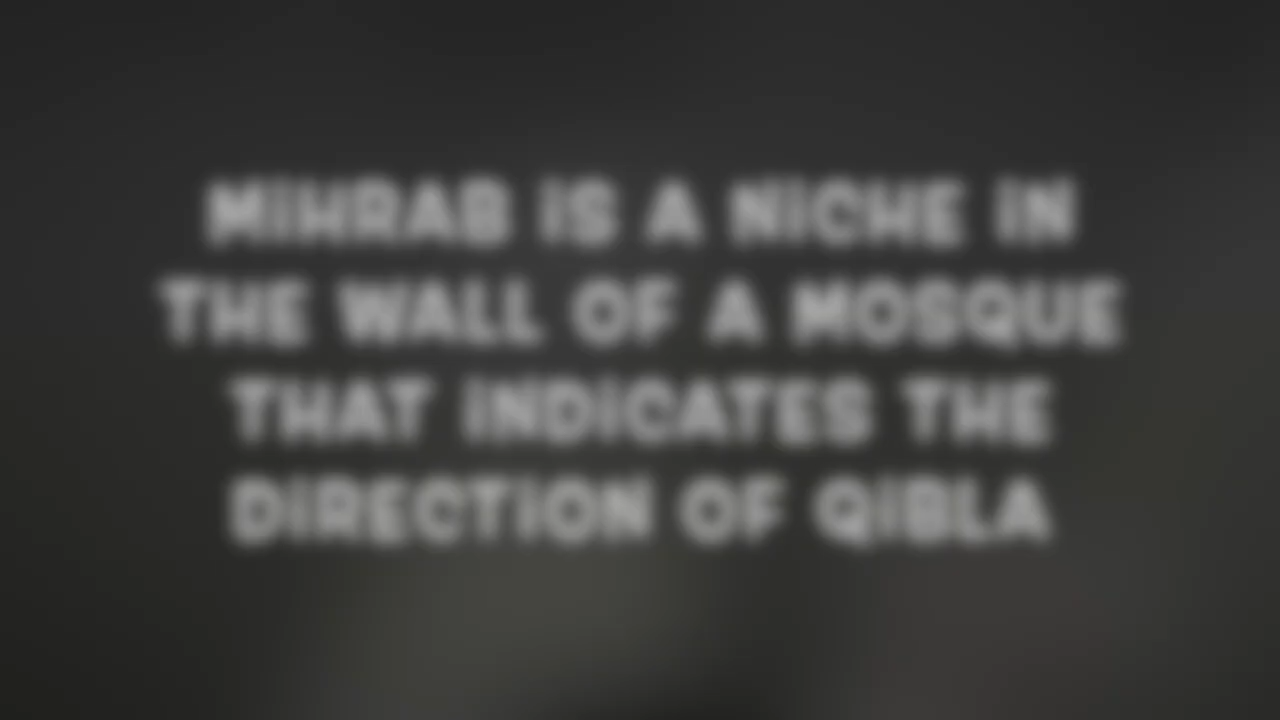 MiHRAB iS A NiCHE iN
THE WALL OF A MOSQUE
THAT iNDiCATES THE
DiRECTiON OF QiBLA